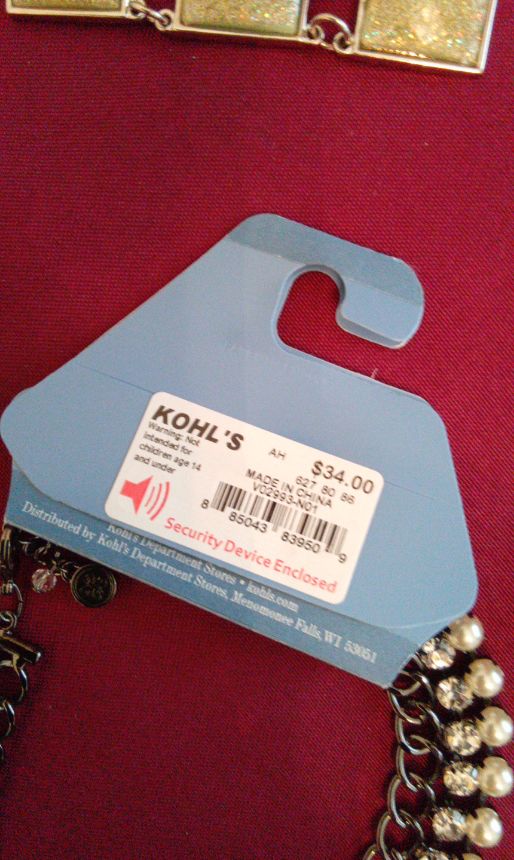 KOHL'S
AH
$34.00
Warning: Not
Intended for
children age 14
and under
627 80 86
MADE IN CHINA
V02993-N01
8 85043 83950 9
Security Device Enclosed
Kohl's Department Stores • kohls.com
Distributed by Kohl's Department Stores, Menomonee Falls, WI 53051